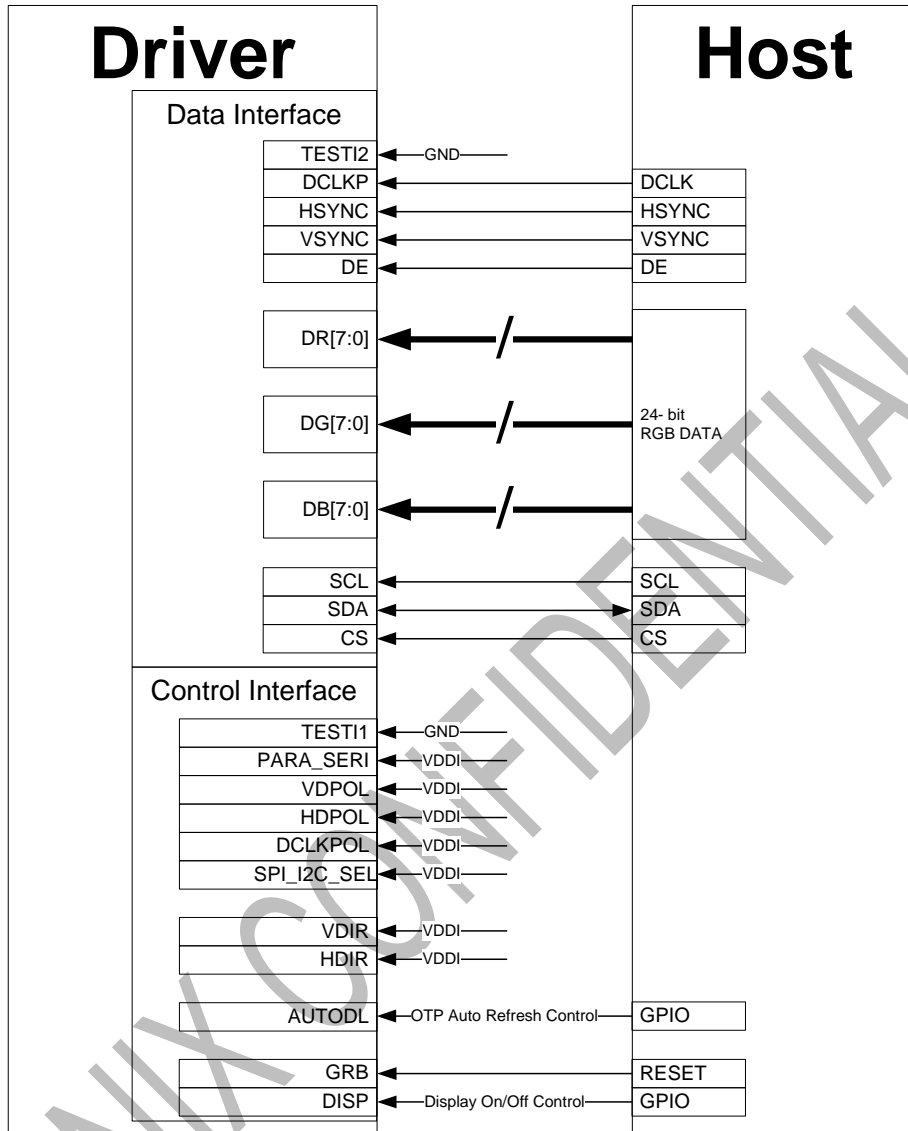 Driver Host
Data Interface
TESTI2 GND
DCLKP DCLK
HSYNC HSYNC
VSYNC VSYNC
DE DE
DR[7:0]
DG[7:0] 24- bit
RGB DATA
DB[7:0]
SCL SCL
SDA SDA
CS CS
Control Interface
TESTI1 GND
PARA_SERI VDDI
VDPOL VDDI
HDPOL VDDI
DCLKPOL VDDI
SPI_I2C_SEL VDDI
VDIR VDDI
HDIR VDDI
AUTODL OTP Auto Refresh Control GPIO
GRB RESET
DISP Display On/Off Control GPIO
NIX CONFIDENTIAL